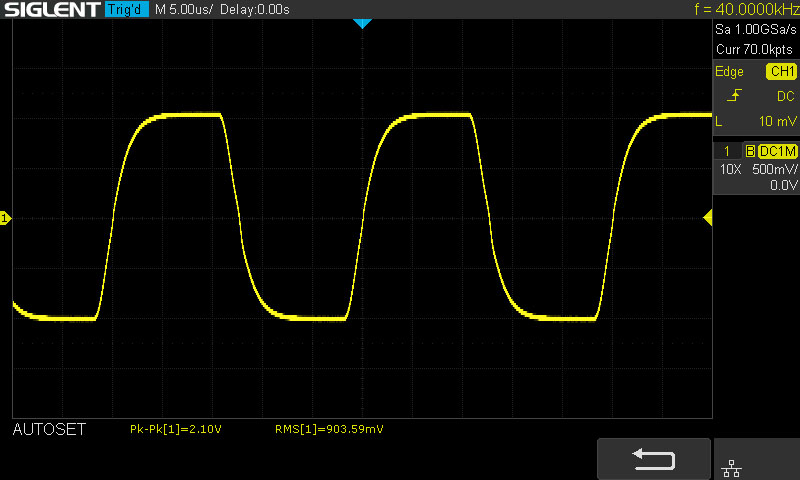 SIGLENT Trig'd M 5.00us/ Delay:0.00s f = 40.0000kHz
Sa 1.00GSa/s
Curr 70.0kpts
Edge CH1
DC
L 10 mV
1 B DC1M
10X 500mV/
0.0V
1
AUTOSET Pk-Pk[1]=2.10V RMS[1]=903.59mV